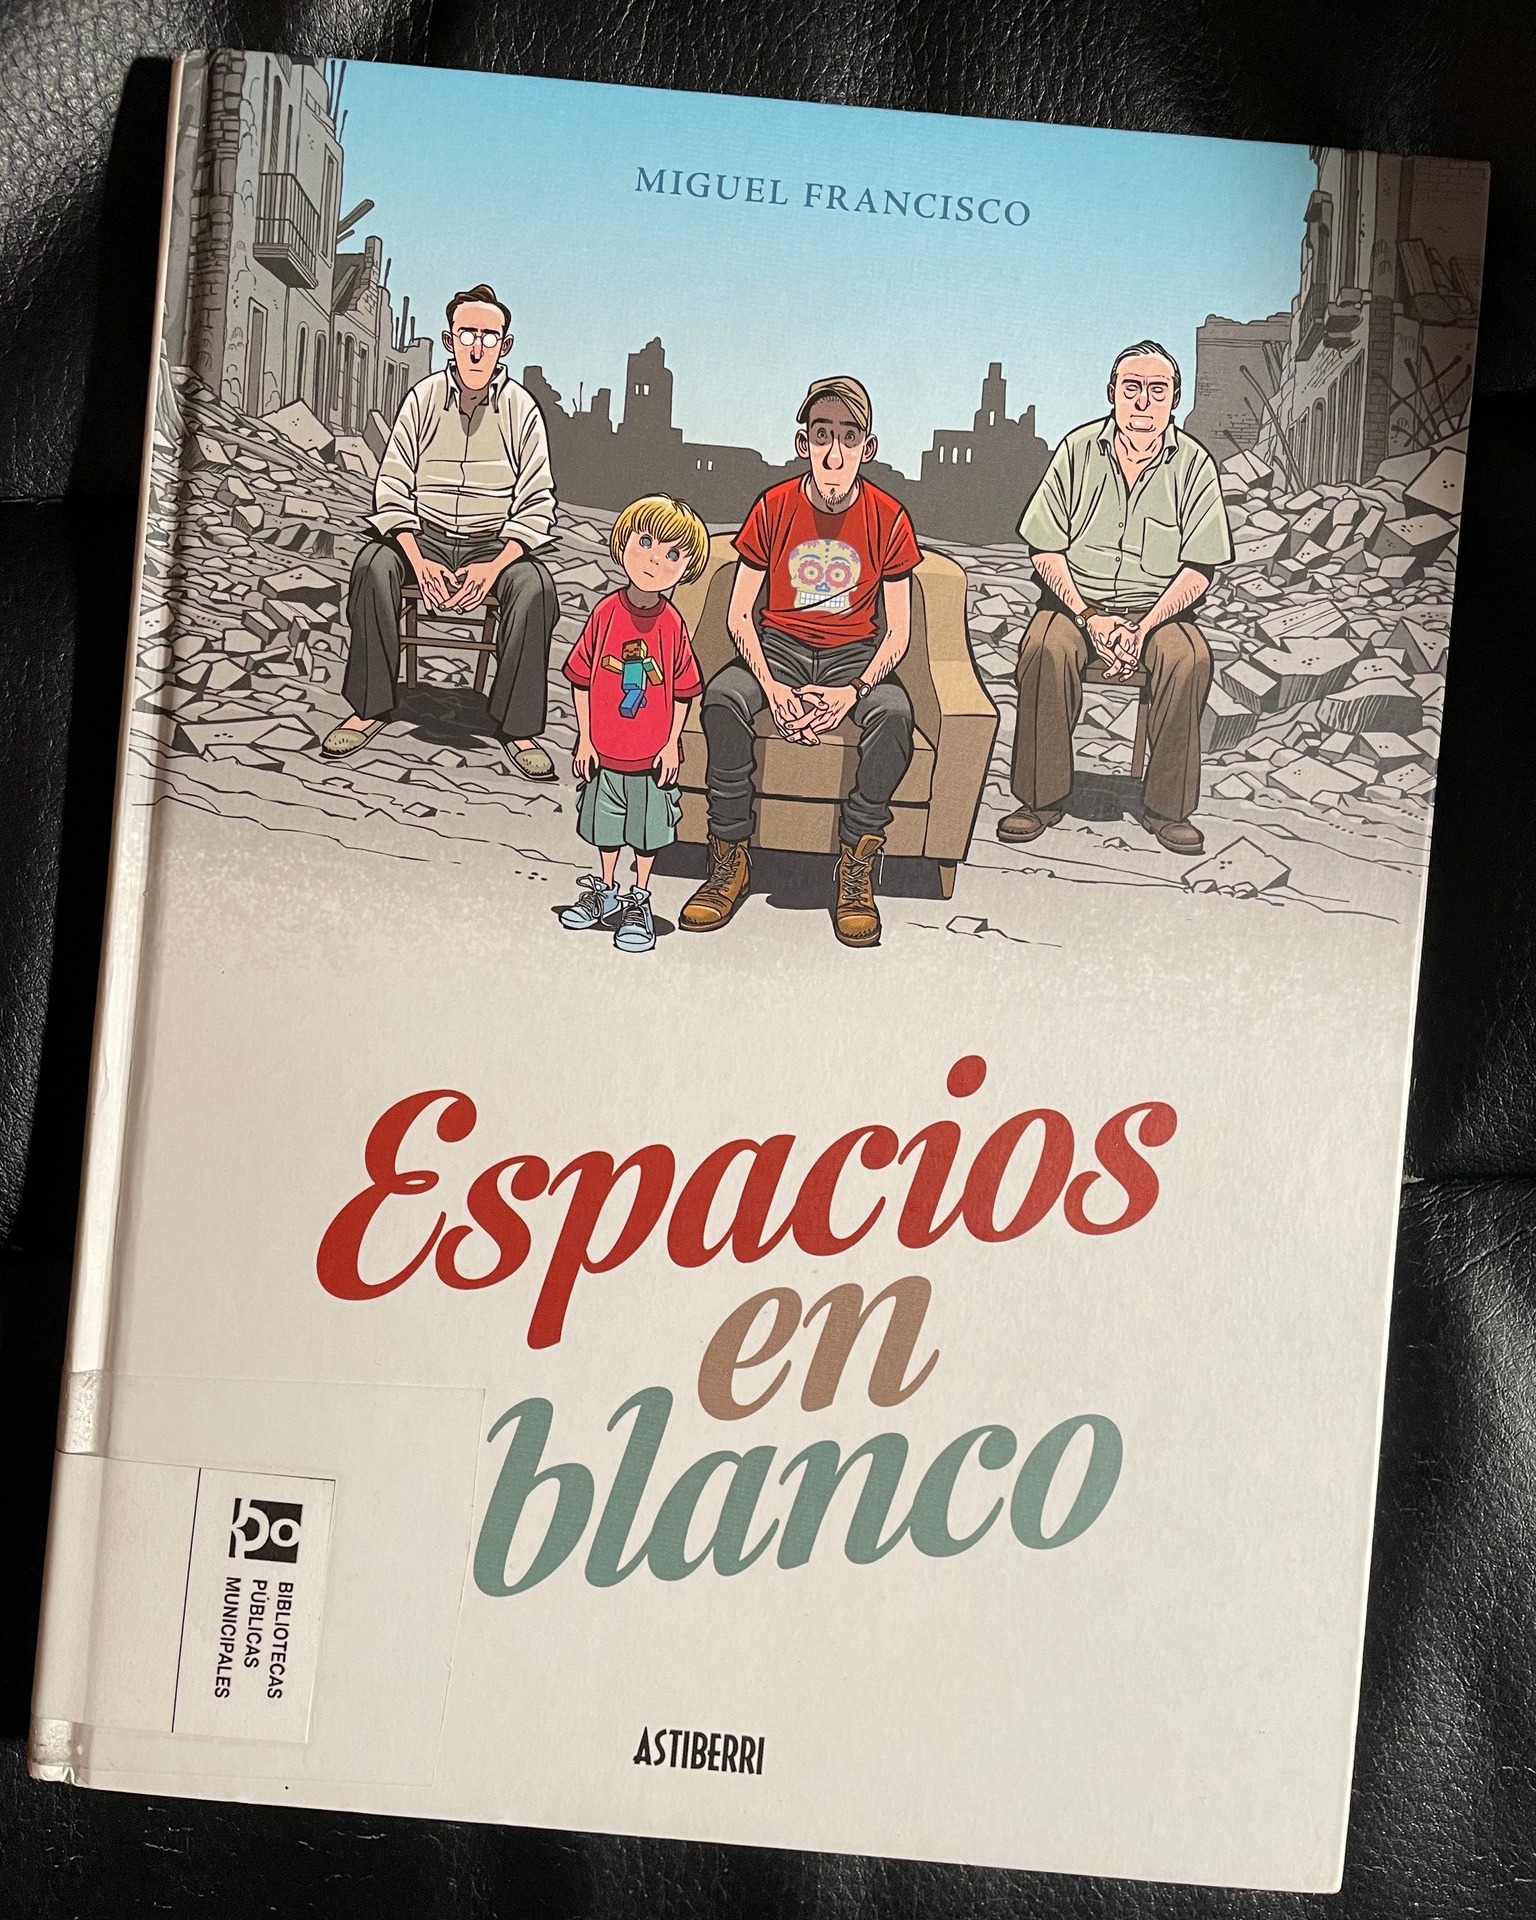 MIGUEL FRANCISCO
Espacios
en
blanco
BIBLIOTECAS
PÚBLICAS
MUNICIPALES
ASTIBERRI